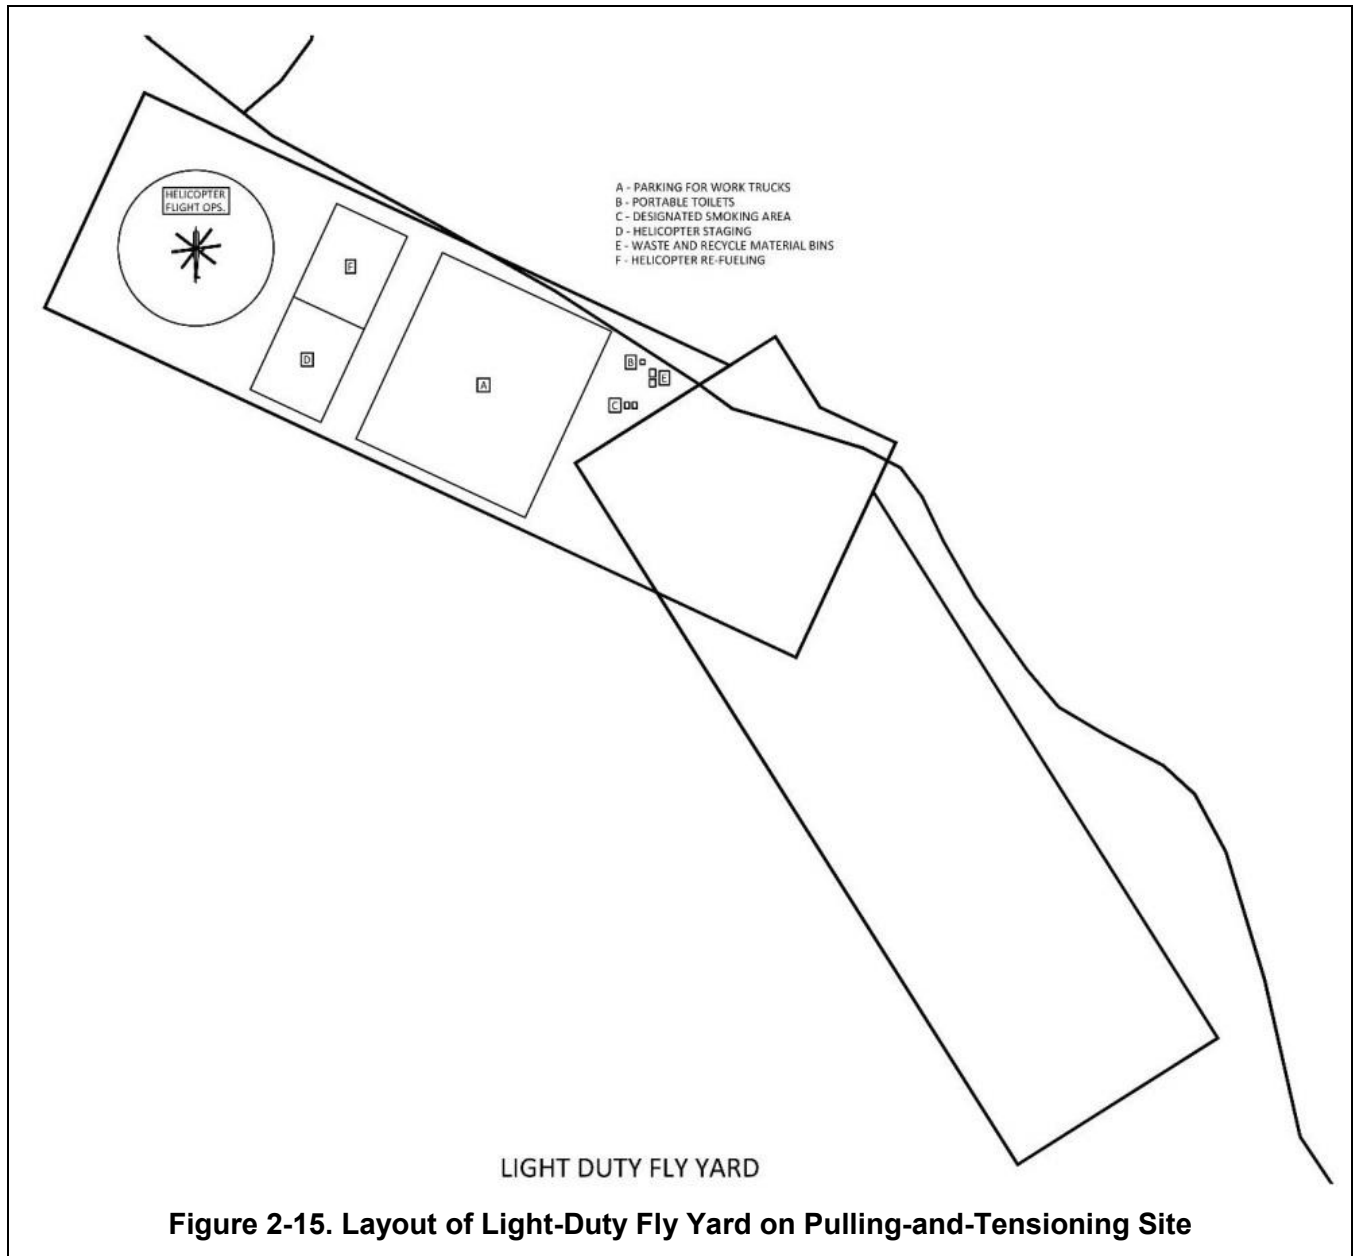 HELICOPTER
FLIGHT OPS.
A - PARKING FOR WORK TRUCKS
B - PORTABLE TOILETS
C - DESIGNATED SMOKING AREA
D - HELICOPTER STAGING
E - WASTE AND RECYCLE MATERIAL BINS
F - HELICOPTER RE-FUELING
F
D
A
B
E
C
LIGHT DUTY FLY YARD
Figure 2-15. Layout of Light-Duty Fly Yard on Pulling-and-Tensioning Site